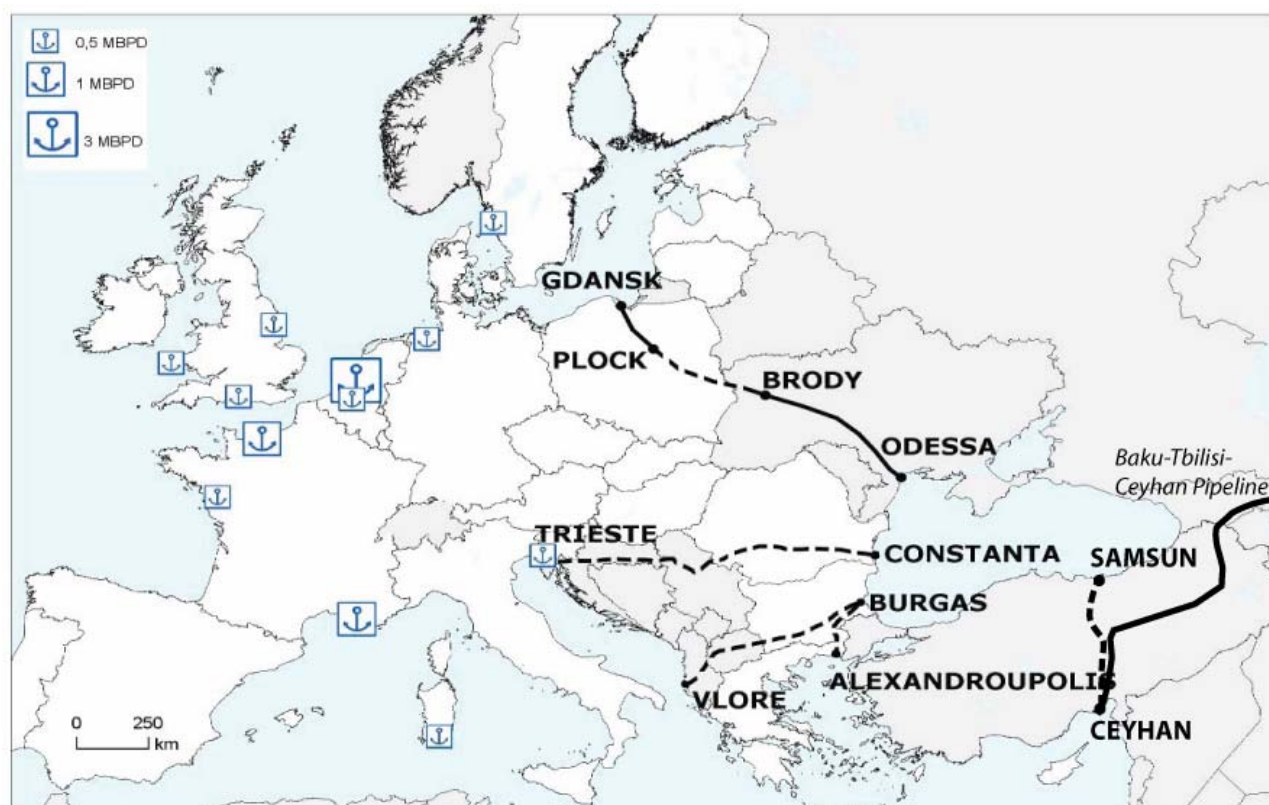 0,5 MBPD
1 MBPD
3 MBPD
GDANSK
PLOCK
BRODY
ODESSA
Baku-Tbilisi-
Ceyhan Pipeline
TRIESTE
CONSTANTA
SAMSUN
BURGAS
ALEXANDROUPOLIS
VLORE
CEYHAN
0 250
km